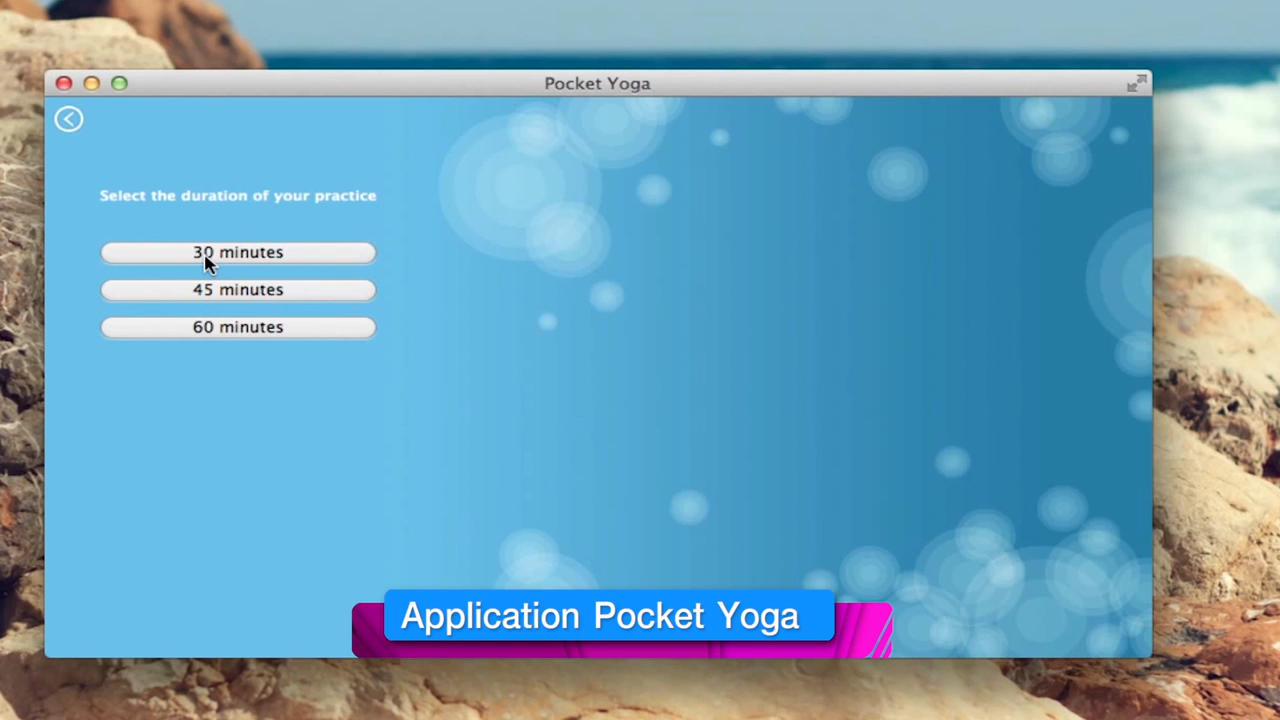 Pocket Yoga
Select the duration of your practice
30 minutes
45 minutes
60 minutes
Application Pocket Yoga